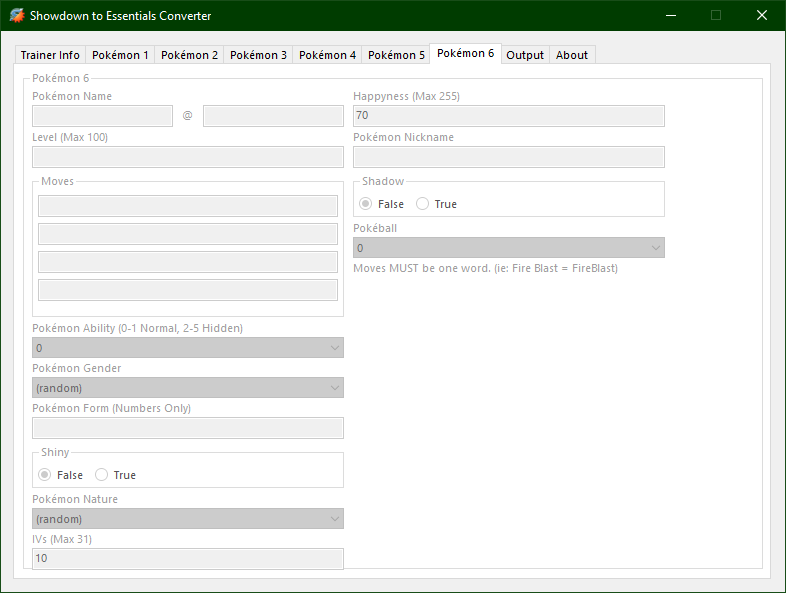 Showdown to Essentials Converter
Trainer Info Pokémon 1 Pokémon 2 Pokémon 3 Pokémon 4 Pokémon 5 Pokémon 6 Output About
Pokémon 6
Pokémon Name
@
Level (Max 100)
Moves
Pokémon Ability (0-1 Normal, 2-5 Hidden)
0
Pokémon Gender
(random)
Pokémon Form (Numbers Only)
Shiny
False True
Pokémon Nature
(random)
IVs (Max 31)
10
Happyness (Max 255)
70
Pokémon Nickname
Shadow
False True
Pokéball
0
Moves MUST be one word. (ie: Fire Blast = FireBlast)